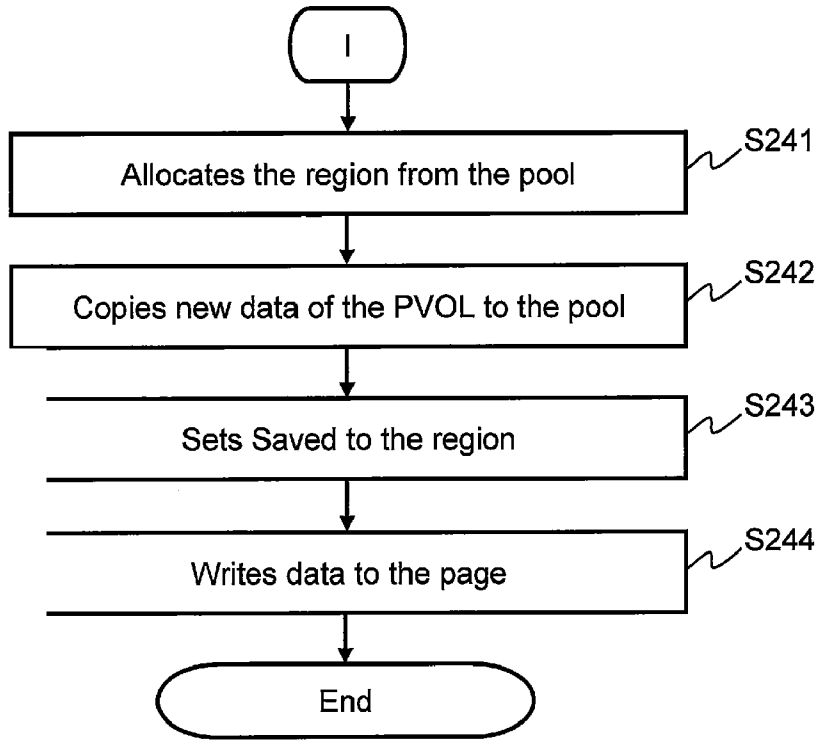 I
S241
Allocates the region from the pool
S242
Copies new data of the PVOL to the pool
S243
Sets Saved to the region
S244
Writes data to the page
End